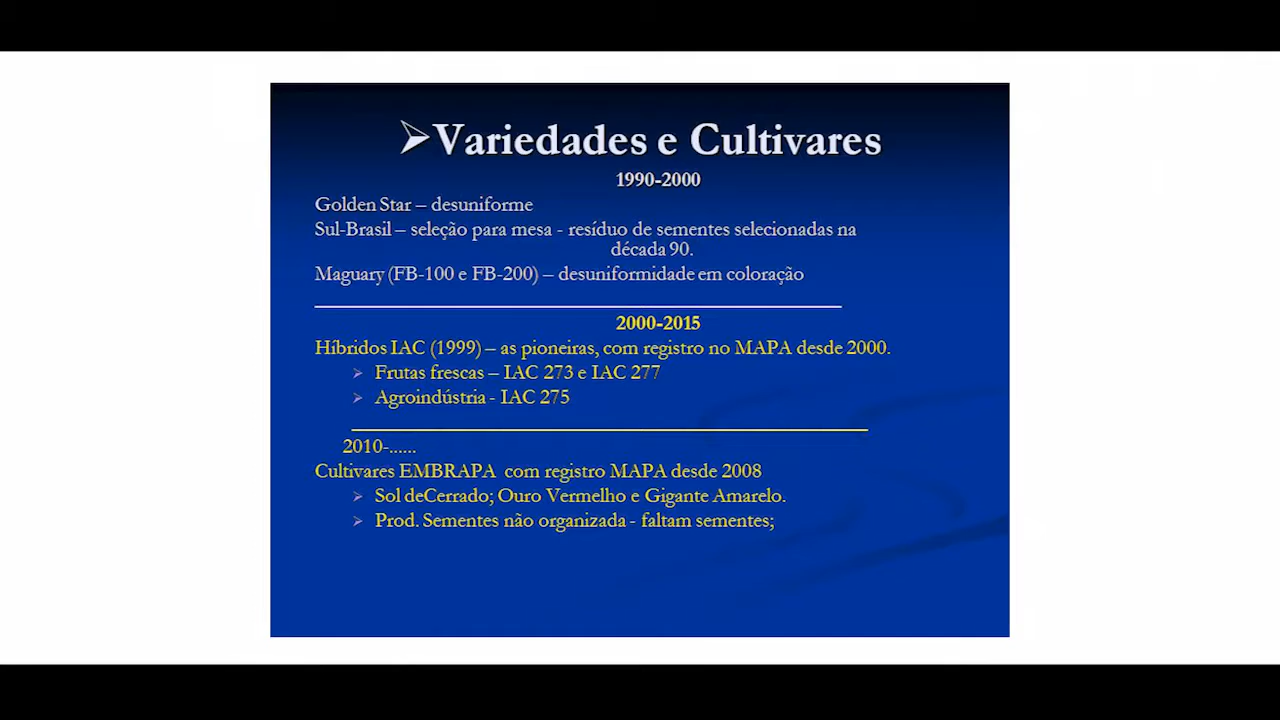 ➢Variedades e Cultivares
1990-2000
Golden Star – desuniforme
Sul-Brasil – seleção para mesa - resíduo de sementes selecionadas na
década 90.
Maguary (FB-100 e FB-200) – desuniformidade em coloração
2000-2015
Híbridos IAC (1999) – as pioneiras, com registro no MAPA desde 2000.
➢ Frutas frescas – IAC 273 e IAC 277
➢ Agroindústria - IAC 275
2010-......
Cultivares EMBRAPA com registro MAPA desde 2008
➢ Sol deCerrado; Ouro Vermelho e Gigante Amarelo.
➢ Prod. Sementes não organizada - faltam sementes;